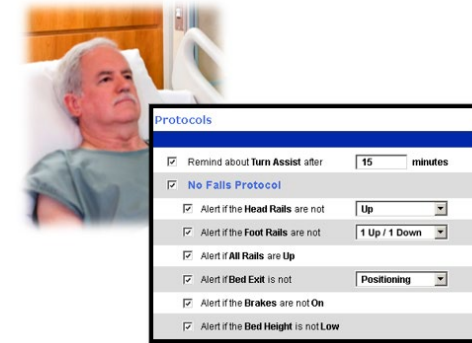 Protocols
Remind about Turn Assist after 15 minutes
No Falls Protocol
Alert if the Head Rails are not Up
Alert if the Foot Rails are not 1 Up / 1 Down
Alert if All Rails are Up
Alert if Bed Exit is not Positioning
Alert if the Brakes are not On
Alert if the Bed Height is not Low